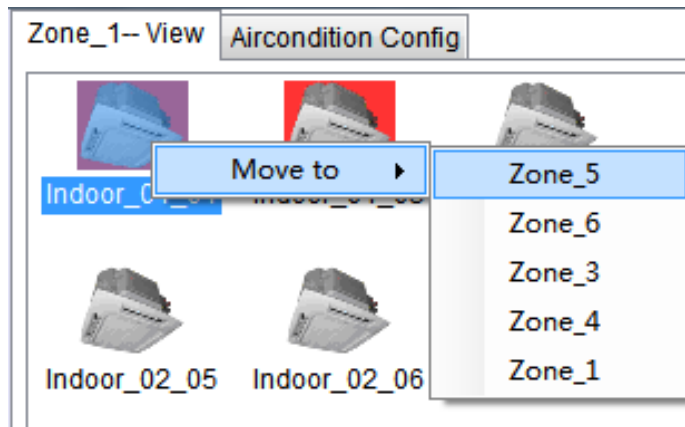 Zone_1-- View
Aircondition Config
Move to
Zone_5
Zone_6
Zone_3
Zone_4
Zone_1
Indoor_02_05
Indoor_02_06